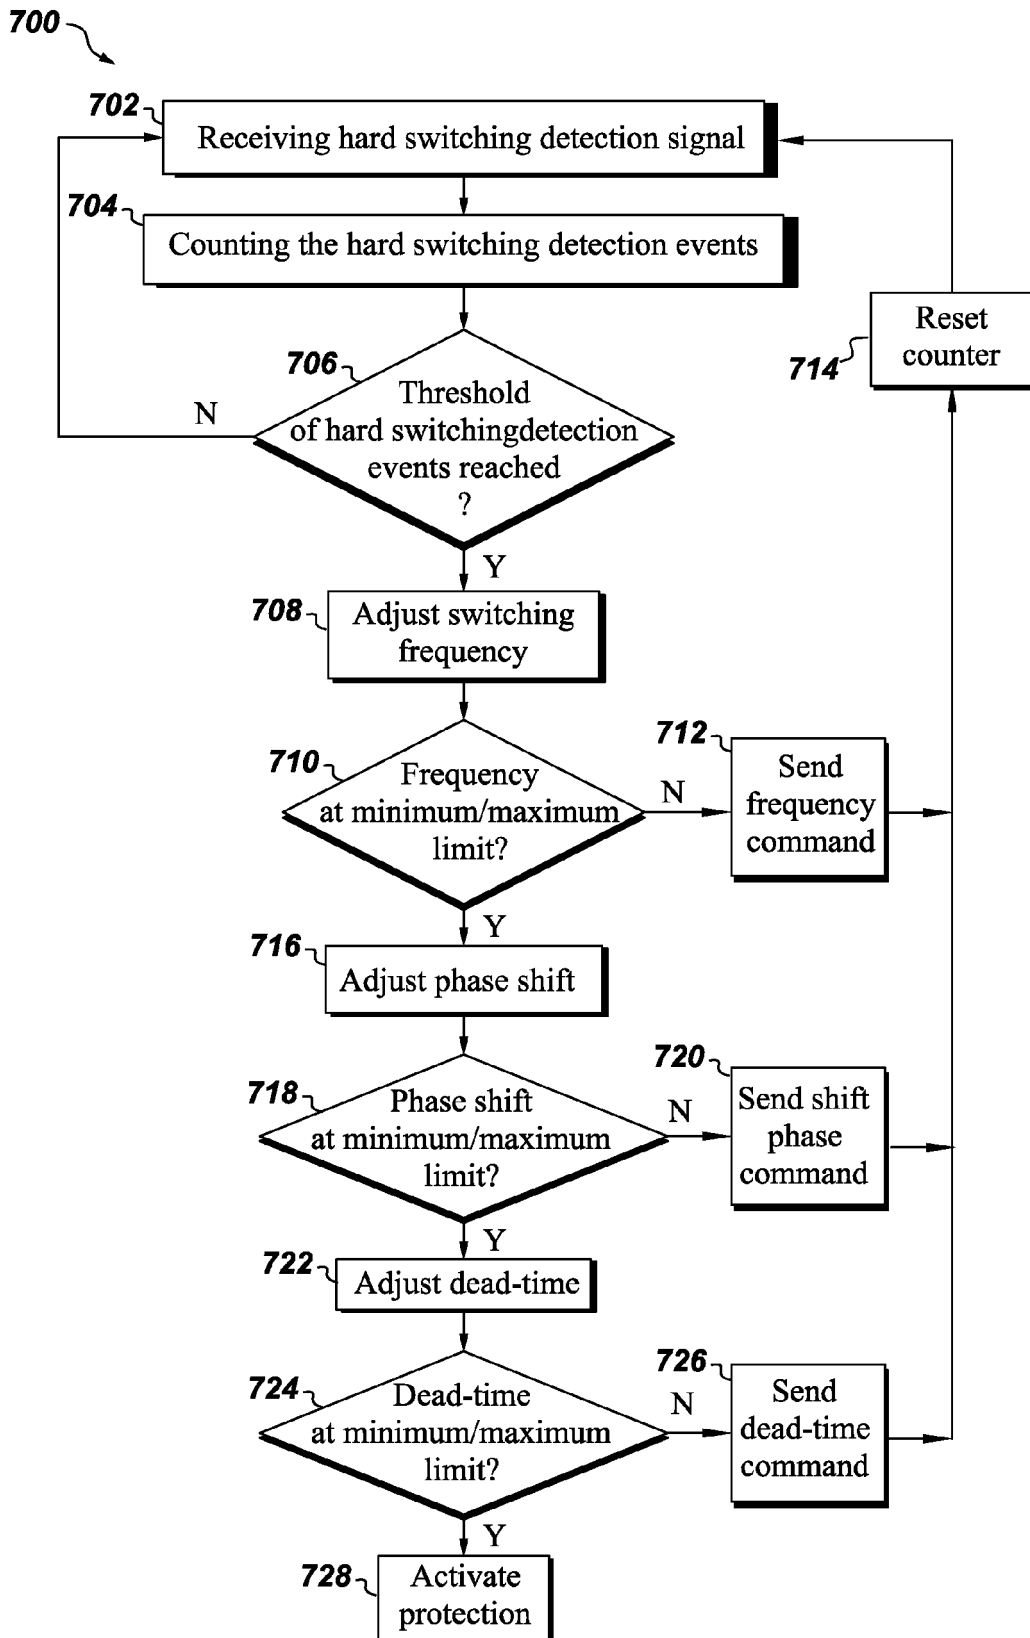 700
702
Receiving hard switching detection signal
704
Counting the hard switching detection events
Reset
counter
714
706
Threshold
of hard switchingdetection
events reached
?
N
Y
708
Adjust switching
frequency
710
Frequency
at minimum/maximum
limit?
N
712
Send
frequency
command
Y
716
Adjust phase shift
718
Phase shift
at minimum/maximum
limit?
N
720
Send shift
phase
command
Y
722
Adjust dead-time
724
Dead-time
at minimum/maximum
limit?
N
726
Send
dead-time
command
Y
728
Activate
protection